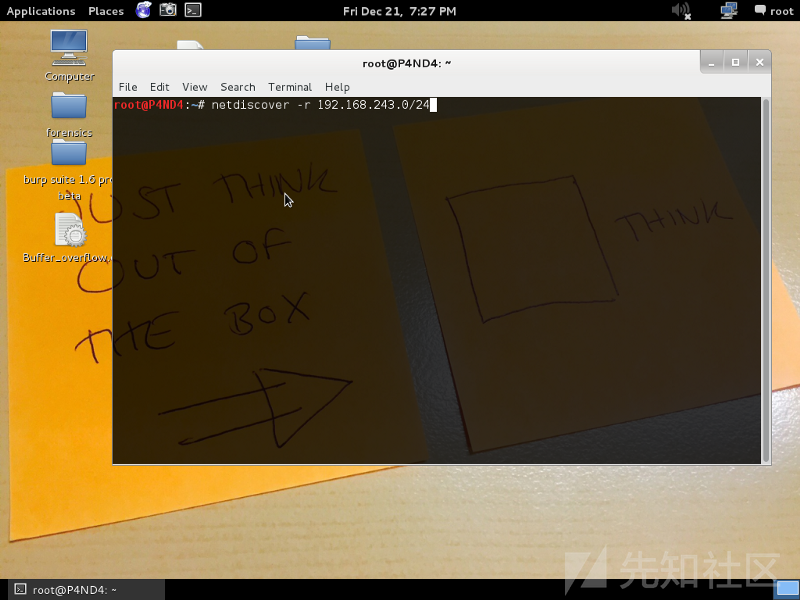 Applications Places Fri Dec 21, 7:27 PM root
root@P4ND4: ~
Computer
File Edit View Search Terminal Help
root@P4ND4:~# netdiscover -r 192.168.243.0/24
forensics
burp suite 1.6 pr
beta
Buffer_overflow.
JUST THINK
OUT OF
THE BOX
THINK
先知社区
root@P4ND4: ~